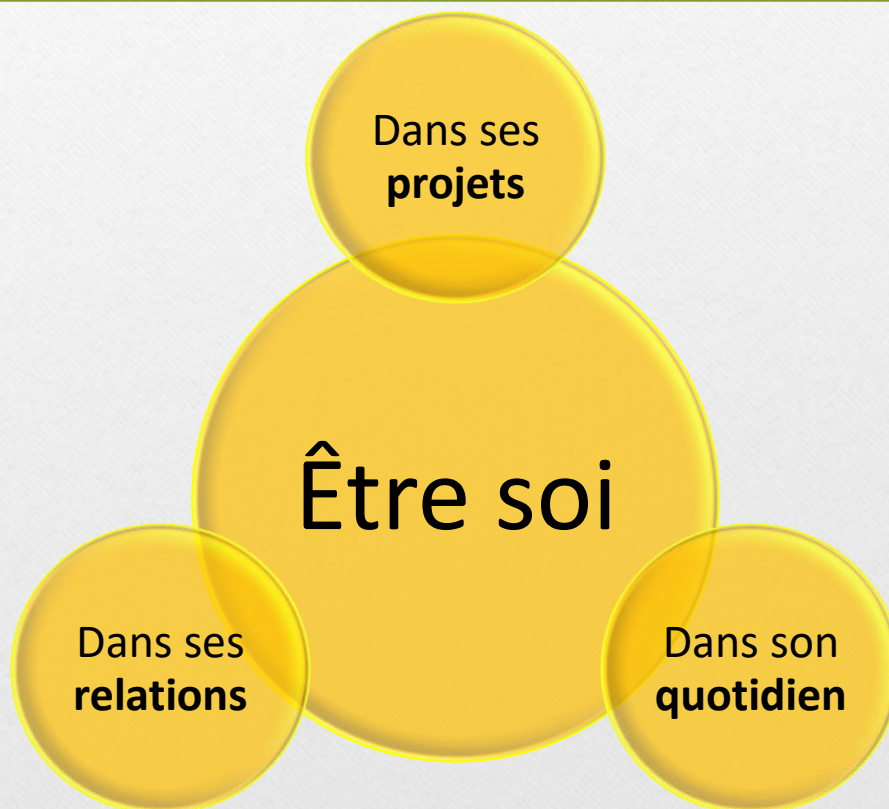 Dans ses
projets
Être soi
Dans ses
relations
Dans son
quotidien